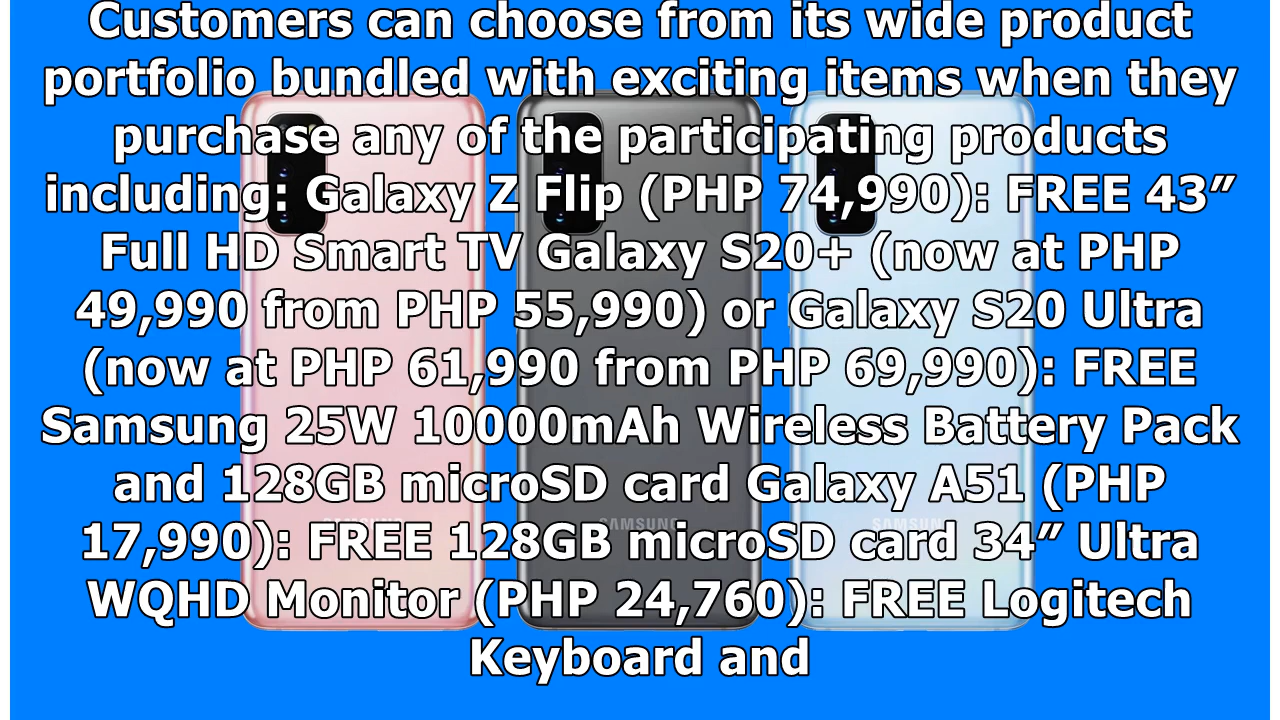 Customers can choose from its wide product
portfolio bundled with exciting items when they
purchase any of the participating products
including: Galaxy Z Flip (PHP 74,990): FREE 43″
Full HD Smart TV Galaxy S20+ (now at PHP
49,990 from PHP 55,990) or Galaxy S20 Ultra
(now at PHP 61,990 from PHP 69,990): FREE
Samsung 25W 10000mAh Wireless Battery Pack
and 128GB microSD card Galaxy A51 (PHP
SAMSUNG SAMSUNG SAMSUNG
17,990): FREE 128GB microSD card 34″ Ultra
WQHD Monitor (PHP 24,760): FREE Logitech
Keyboard and